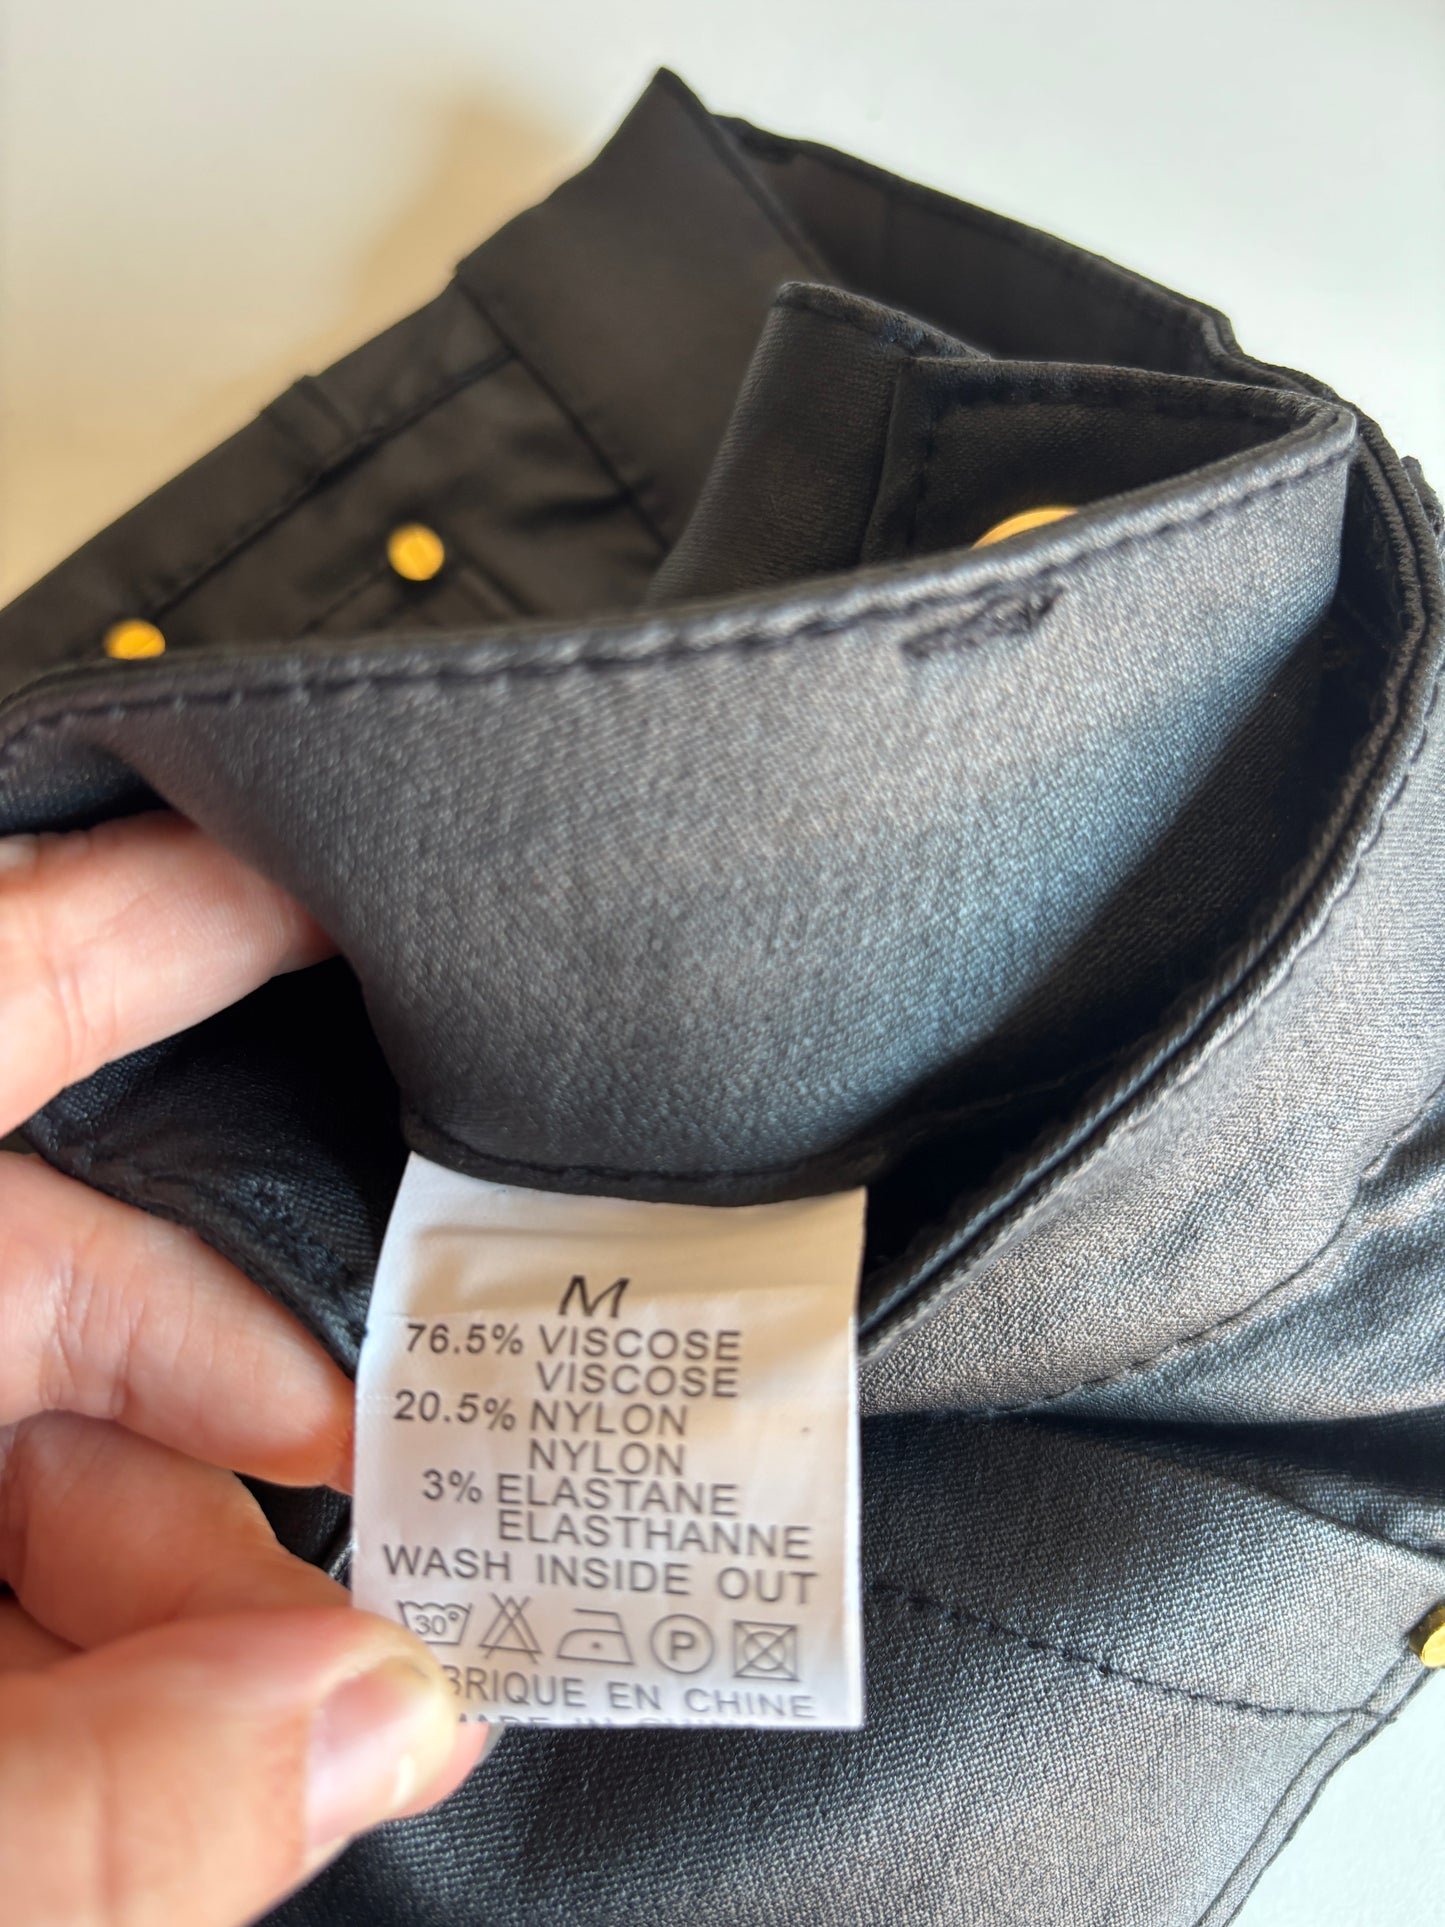 M
76.5% VISCOSE
VISCOSE
20.5% NYLON
NYLON
3% ELASTANE
ELASTHANNE
WASH INSIDE OUT
30° P
BRIQUE EN CHINE